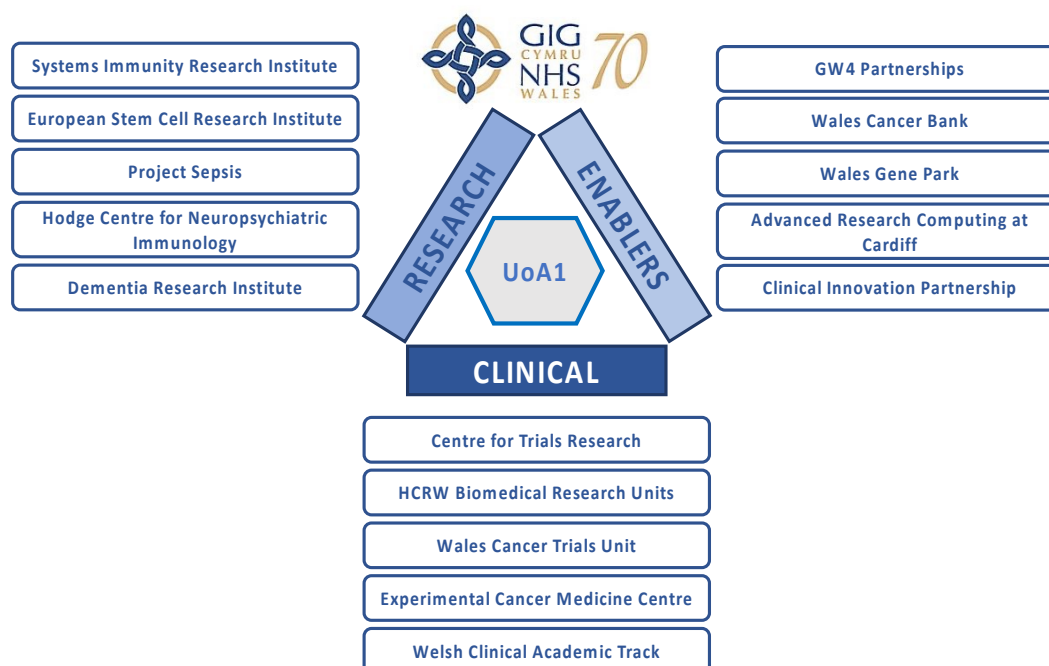 GIG
CYMRU
NHS
WALES
70
Systems Immunity Research Institute
European Stem Cell Research Institute
Project Sepsis
Hodge Centre for Neuropsychiatric
Immunology
Dementia Research Institute
RESEARCH
ENABLERS
UoA1
CLINICAL
GW4 Partnerships
Wales Cancer Bank
Wales Gene Park
Advanced Research Computing at
Cardiff
Clinical Innovation Partnership
Centre for Trials Research
HCRW Biomedical Research Units
Wales Cancer Trials Unit
Experimental Cancer Medicine Centre
Welsh Clinical Academic Track